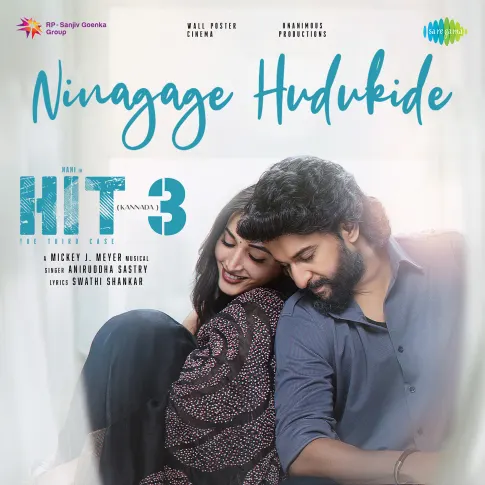 RP- Sanjiv Goenka
Group
WALL POSTER
CINEMA
UNANIMOUS
PRODUCTIONS
saregama
Ninagage Hudukide
NANI in
HIT 3
(KANNADA)
THE THIRD CASE
A MICKEY J. MEYER MUSICAL
SINGER ANIRUDDHA SASTRY
LYRICS SWATHI SHANKAR